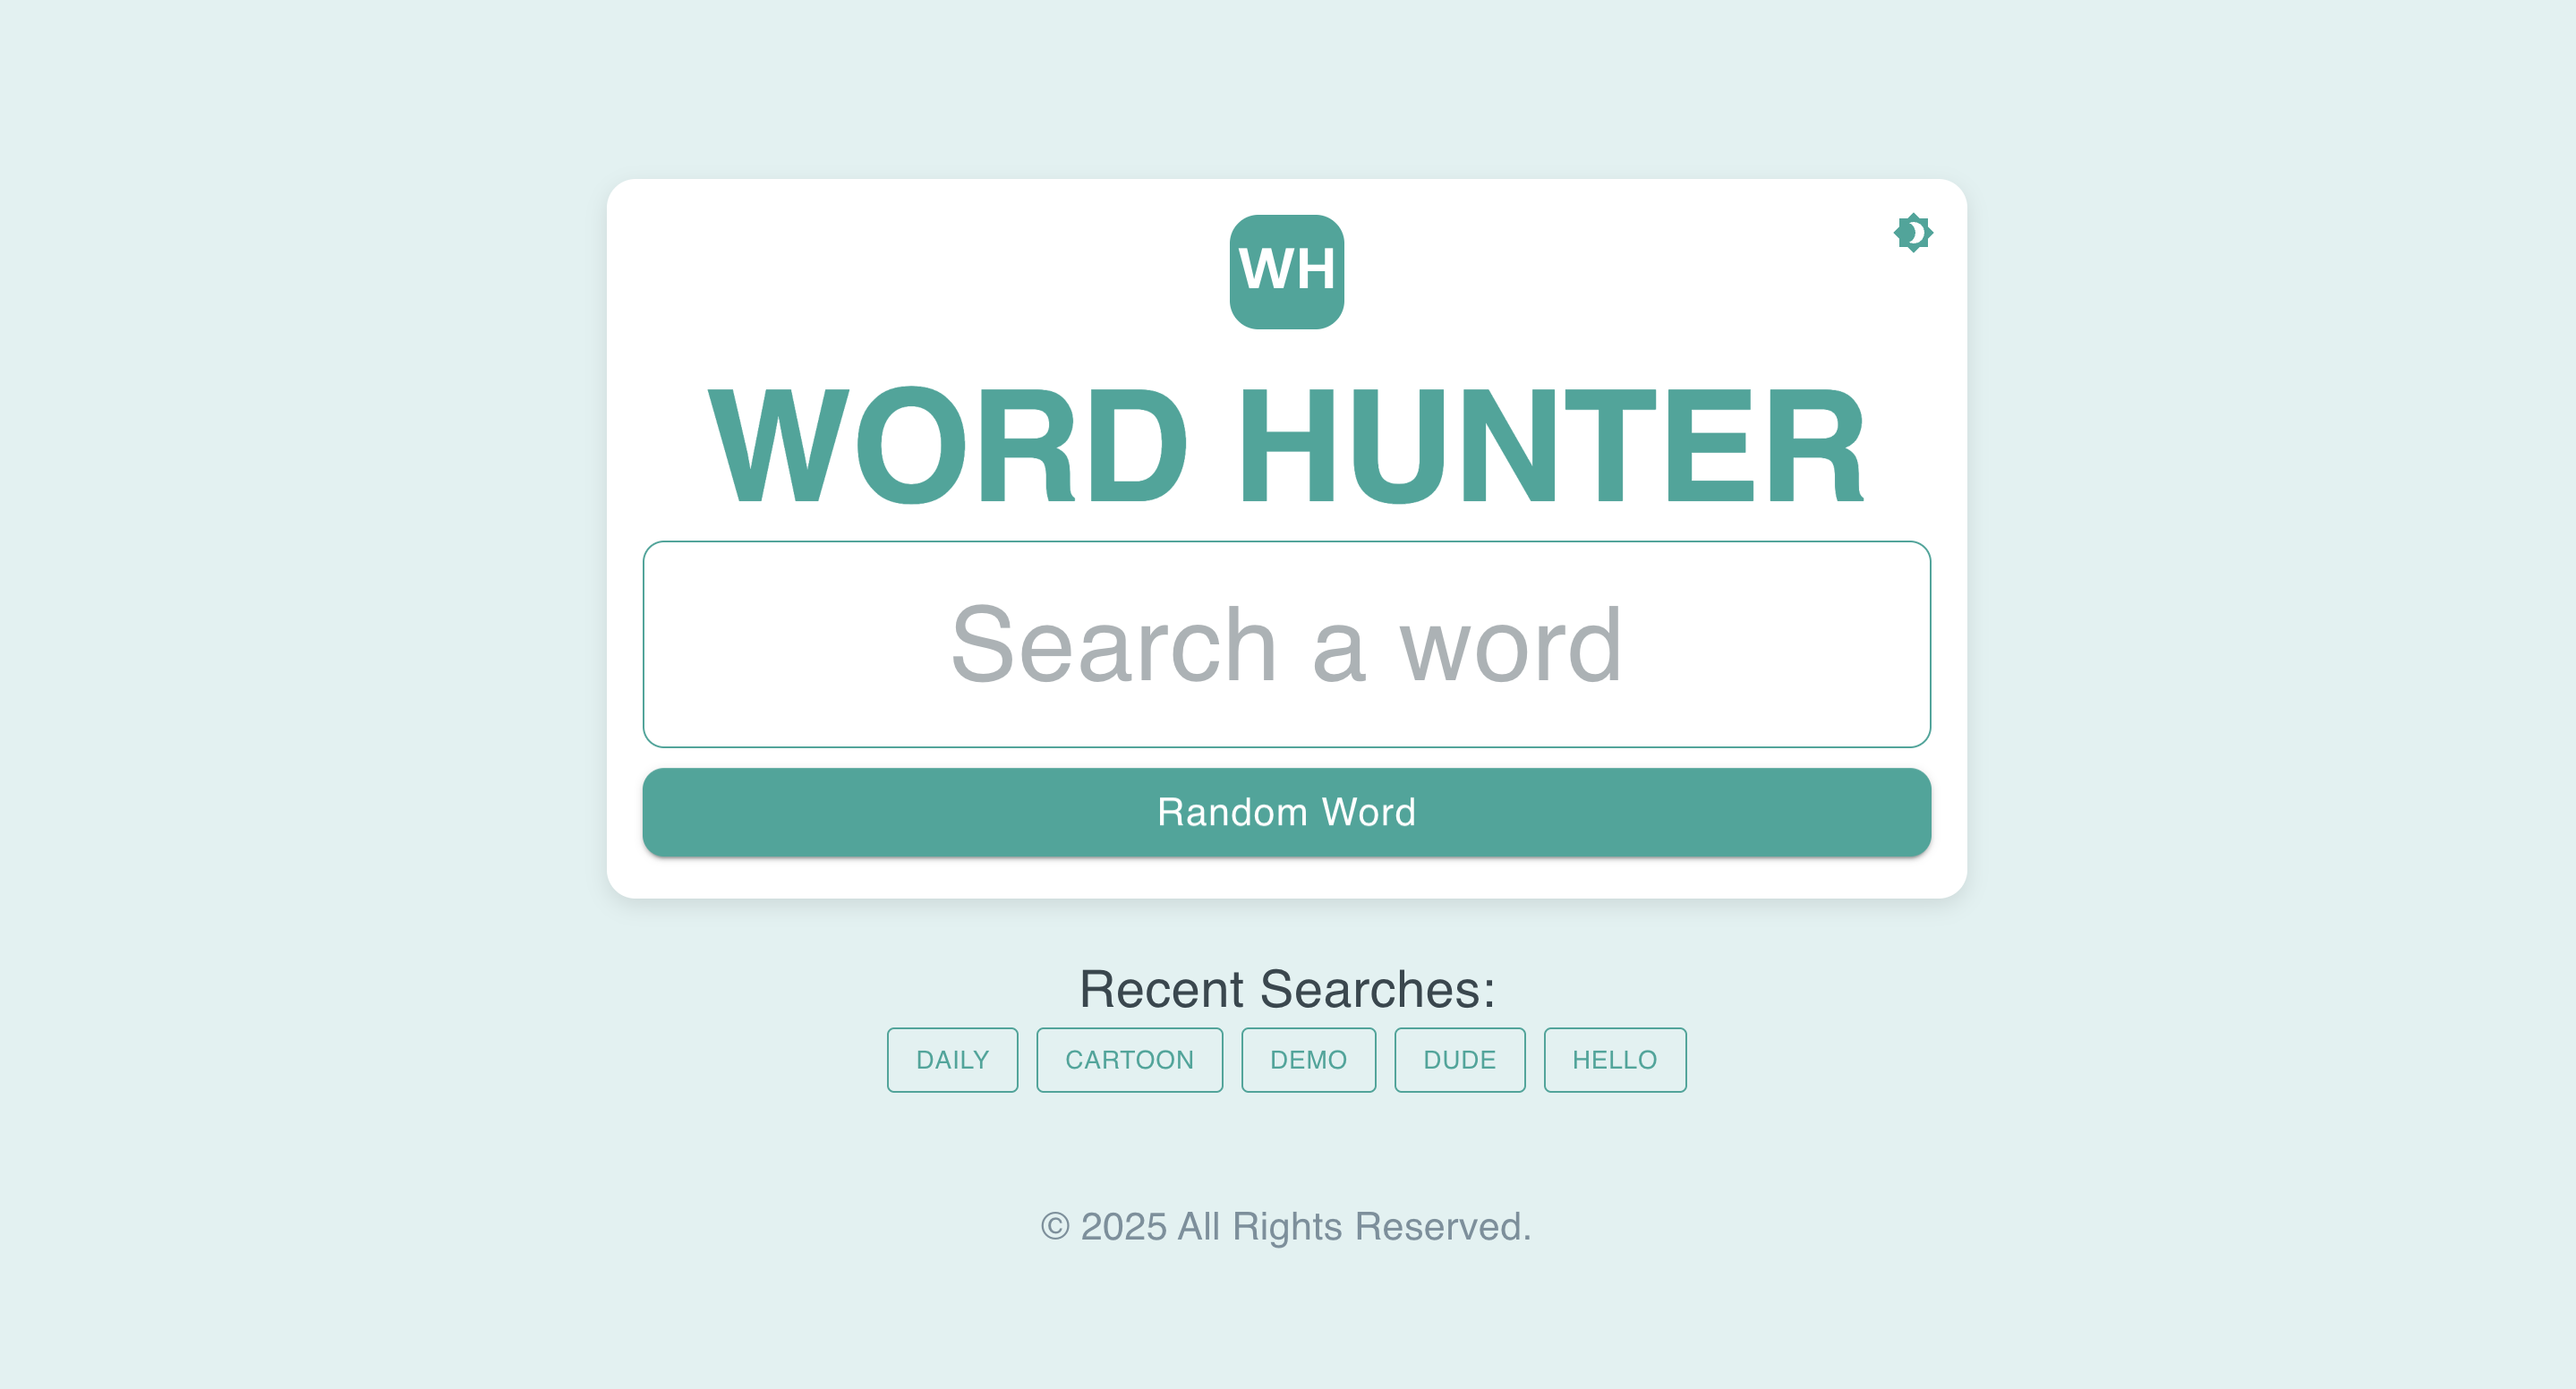 WH
WORD HUNTER
Search a word
Random Word
Recent Searches:
DAILY CARTOON DEMO DUDE HELLO
© 2025 All Rights Reserved.